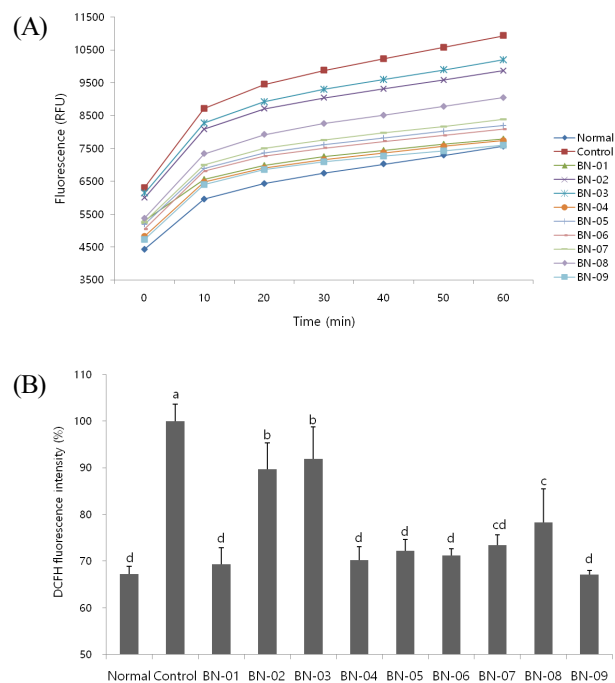 (A)
11500
10500
9500
8500
7500
6500
5500
4500
3500
Fluorescence (RFU)
0 10 20 30 40 50 60
Time (min)
Normal
Control
BN-01
BN-02
BN-03
BN-04
BN-05
BN-06
BN-07
BN-08
BN-09
(B)
110
100
90
80
70
60
50
DCFH fluorescence intensity (%)
d a d b b d d d cd c d
Normal Control BN-01 BN-02 BN-03 BN-04 BN-05 BN-06 BN-07 BN-08 BN-09